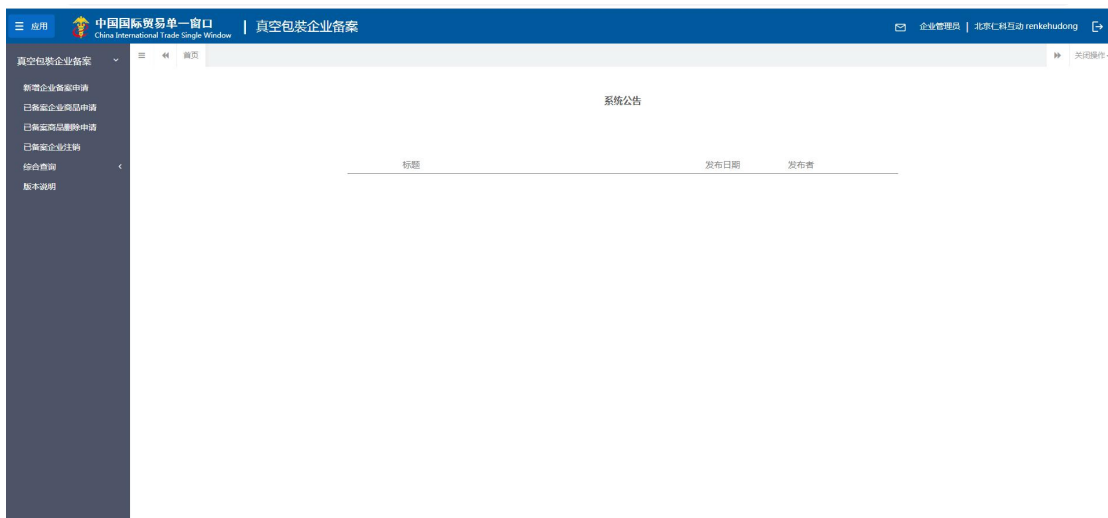 应用
中国国际贸易单一窗口
China International Trade Single Window
真空包装企业备案
企业管理员 | 北京仁科互动 renkehudong
真空包装企业备案
首页
关闭操作
新增企业备案申请
已备案企业商品申请
已备案商品删除申请
已备案企业注销
综合查询
版本说明
系统公告
标题 发布日期 发布者